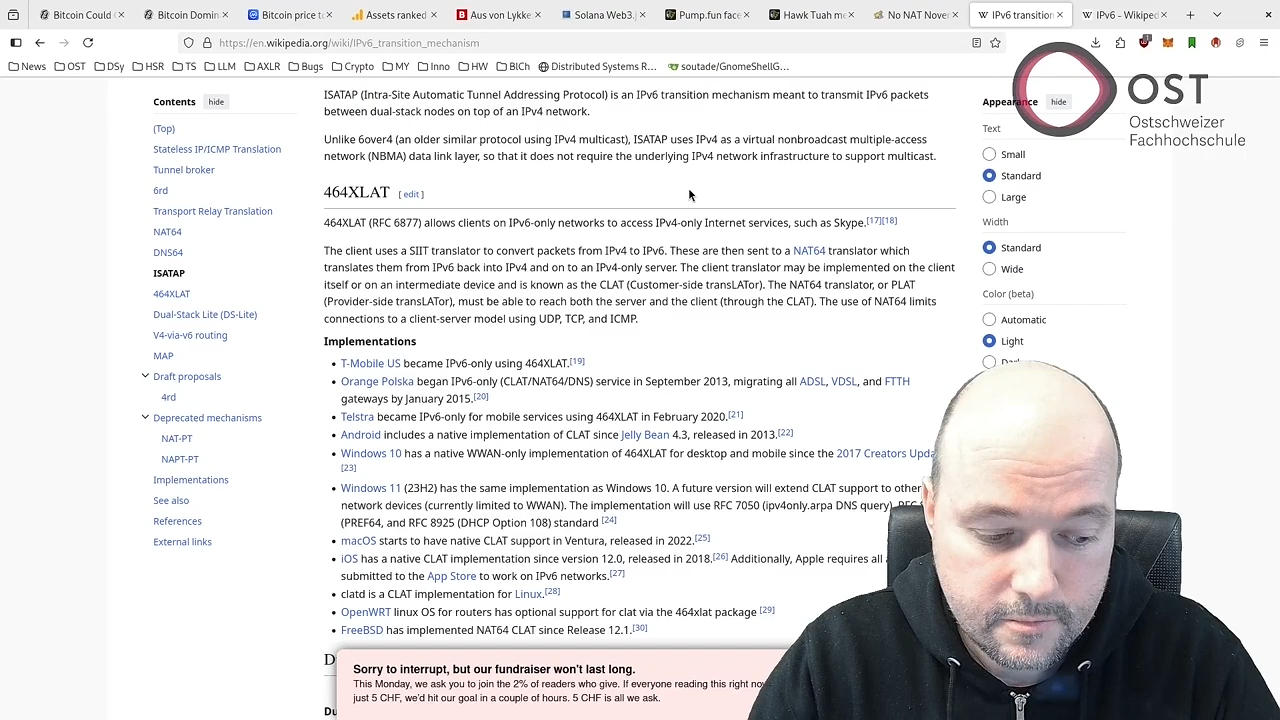 Bitcoin Could
Bitcoin Domin
Bitcoin price to
Assets ranked
Aus von Lykke
Solana Web3.j
Pump.fun face
Hawk Tuah me
No NAT Nover
IPv6 transition
IPv6 - Wikiped
https://en.wikipedia.org/wiki/IPv6_transition_mechanism
News
OST
DSy
HSR
TS
LLM
AXLR
Bugs
Crypto
MY
Inno
HW
BlCh
Distributed Systems R...
soutade/GnomeShellG...
Contents hide
(Top)
Stateless IP/ICMP Translation
Tunnel broker
6rd
Transport Relay Translation
NAT64
DNS64
ISATAP
464XLAT
Dual-Stack Lite (DS-Lite)
V4-via-v6 routing
MAP
Draft proposals
4rd
Deprecated mechanisms
NAT-PT
NAPT-PT
Implementations
See also
References
External links
ISATAP (Intra-Site Automatic Tunnel Addressing Protocol) is an IPv6 transition mechanism meant to transmit IPv6 packets
between dual-stack nodes on top of an IPv4 network.
Unlike 6over4 (an older similar protocol using IPv4 multicast), ISATAP uses IPv4 as a virtual nonbroadcast multiple-access
network (NBMA) data link layer, so that it does not require the underlying IPv4 network infrastructure to support multicast.
464XLAT [ edit ]
464XLAT (RFC 6877) allows clients on IPv6-only networks to access IPv4-only Internet services, such as Skype.[17][18]
The client uses a SIIT translator to convert packets from IPv4 to IPv6. These are then sent to a NAT64 translator which
translates them from IPv6 back into IPv4 and on to an IPv4-only server. The client translator may be implemented on the client
itself or on an intermediate device and is known as the CLAT (Customer-side transLATor). The NAT64 translator, or PLAT
(Provider-side transLATor), must be able to reach both the server and the client (through the CLAT). The use of NAT64 limits
connections to a client-server model using UDP, TCP, and ICMP.
Implementations
• T-Mobile US became IPv6-only using 464XLAT.[19]
• Orange Polska began IPv6-only (CLAT/NAT64/DNS) service in September 2013, migrating all ADSL, VDSL, and FTTH
gateways by January 2015.[20]
• Telstra became IPv6-only for mobile services using 464XLAT in February 2020.[21]
• Android includes a native implementation of CLAT since Jelly Bean 4.3, released in 2013.[22]
• Windows 10 has a native WWAN-only implementation of 464XLAT for desktop and mobile since the 2017 Creators Upda
[23]
• Windows 11 (23H2) has the same implementation as Windows 10. A future version will extend CLAT support to other
network devices (currently limited to WWAN). The implementation will use RFC 7050 (ipv4only.arpa DNS query),
(PREF64, and RFC 8925 (DHCP Option 108) standard [24]
• macOS starts to have native CLAT support in Ventura, released in 2022.[25]
• iOS has a native CLAT implementation since version 12.0, released in 2018.[26] Additionally, Apple requires all
submitted to the App Store to work on IPv6 networks.[27]
• clatd is a CLAT implementation for Linux.[28]
• OpenWRT linux OS for routers has optional support for clat via the 464xlat package [29]
• FreeBSD has implemented NAT64 CLAT since Release 12.1.[30]
D
Sorry to interrupt, but our fundraiser won't last long.
This Monday, we ask you to join the 2% of readers who give. If everyone reading this right
just 5 CHF, we'd hit our goal in a couple of hours. 5 CHF is all we ask.
Du
Appearance hide
Text
Small
Standard
Large
Width
Standard
Wide
Color (beta)
Automatic
Light
OST
Ostschweizer
Fachhochschule